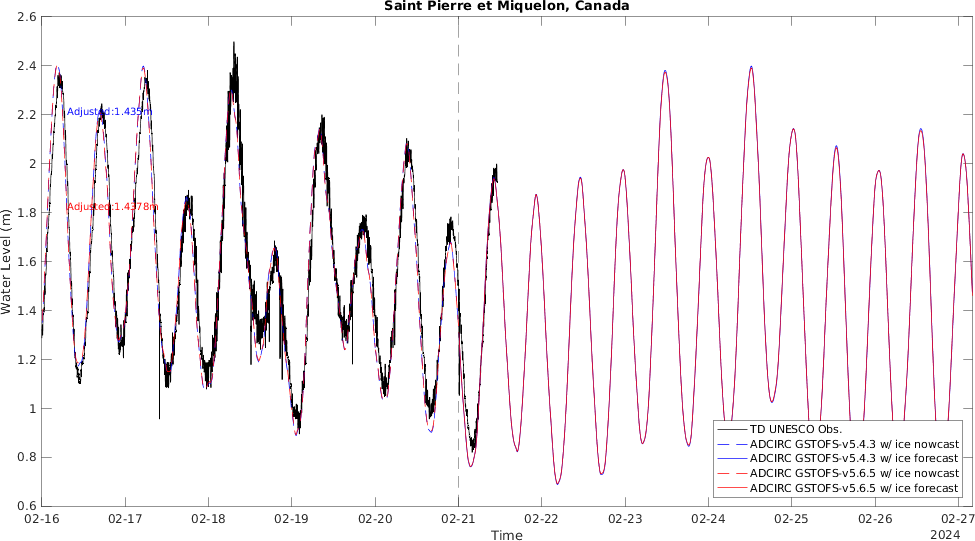 Saint Pierre et Miquelon, Canada
2.6
2.4
2.2
2
1.8
1.6
1.4
1.2
1
0.8
0.6
Water Level (m)
Adjusted:1.435m
Adjusted:1.4378m
TD UNESCO Obs.
ADCIRC GSTOFS-v5.4.3 w/ ice nowcast
ADCIRC GSTOFS-v5.4.3 w/ ice forecast
ADCIRC GSTOFS-v5.6.5 w/ ice nowcast
ADCIRC GSTOFS-v5.6.5 w/ ice forecast
02-16 02-17 02-18 02-19 02-20 02-21 02-22 02-23 02-24 02-25 02-26 02-27
Time
2024